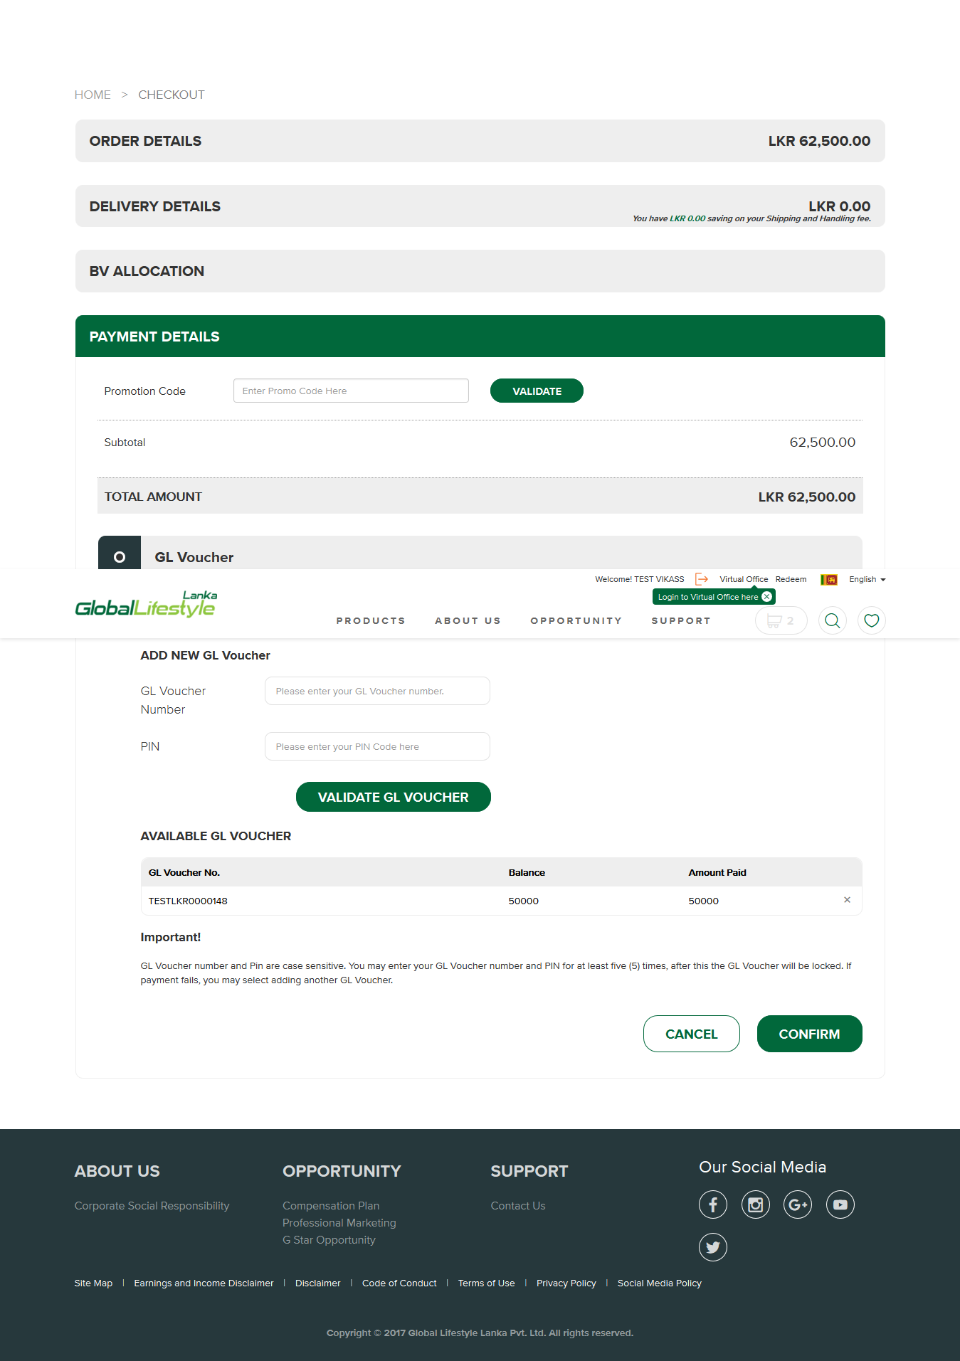 HOME > CHECKOUT
ORDER DETAILS LKR 62,500.00
DELIVERY DETAILS LKR 0.00
You have LKR 0.00 saving on your Shipping and Handling fee.
BV ALLOCATION
PAYMENT DETAILS
Promotion Code Enter Promo Code Here VALIDATE
Subtotal 62,500.00
TOTAL AMOUNT LKR 62,500.00
GL Voucher
Welcome! TEST VIKASS Virtual Office Redeem English
Login to Virtual Office here
Lanka
GlobalLifestyle
PRODUCTS ABOUT US OPPORTUNITY SUPPORT 2
ADD NEW GL Voucher
GL Voucher Number Please enter your GL Voucher number.
PIN Please enter your PIN Code here
VALIDATE GL VOUCHER
AVAILABLE GL VOUCHER
GL Voucher No. Balance Amount Paid
TESTLKR0000148 50000 50000 ×
Important!
GL Voucher number and Pin are case sensitive. You may enter your GL Voucher number and PIN for at least five (5) times, after this the GL Voucher will be locked. If
payment fails, you may select adding another GL Voucher.
CANCEL CONFIRM
ABOUT US OPPORTUNITY SUPPORT Our Social Media
Corporate Social Responsibility Compensation Plan Contact Us
Professional Marketing
G Star Opportunity
Site Map | Earnings and Income Disclaimer | Disclaimer | Code of Conduct | Terms of Use | Privacy Policy | Social Media Policy
Copyright © 2017 Global Lifestyle Lanka Pvt. Ltd. All rights reserved.